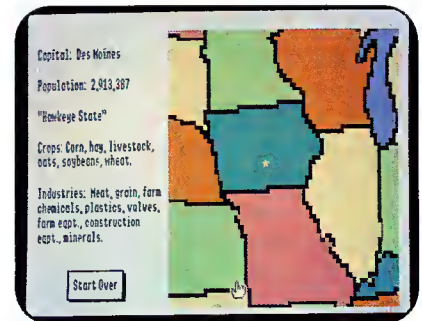 Capital: Des Moines
Population: 2,913,387
"Hawkeye State"
Crops: Corn, hay, livestock,
oats, soybeans, wheat.
Industries: Meat, grain, farm
chemicals, plastics, valves,
farm eqpt., construction
eqpt., minerals.
Start Over